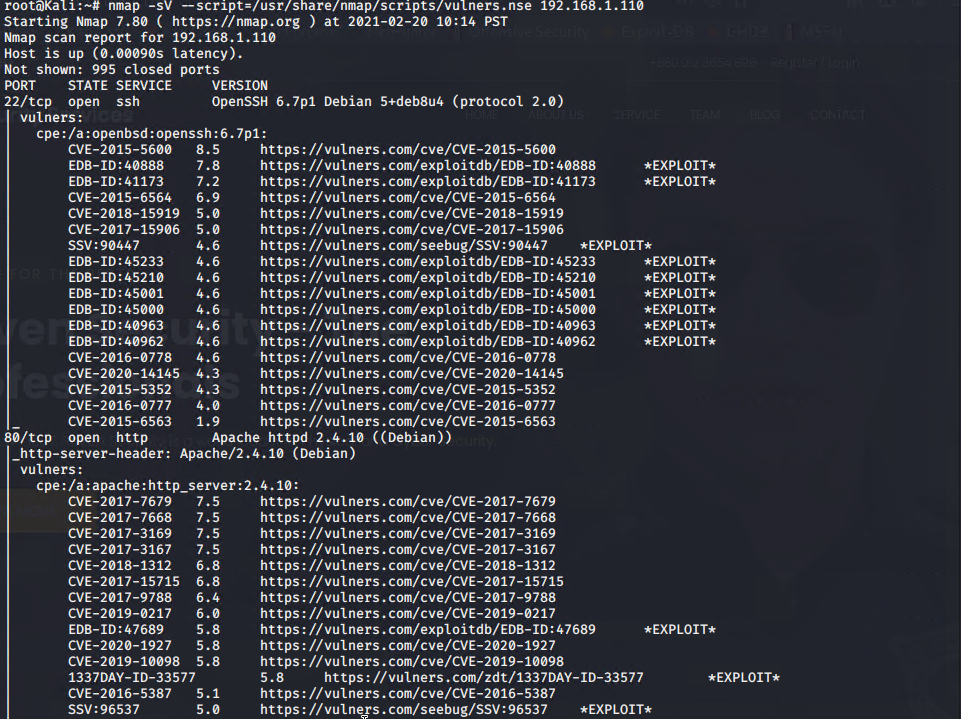 root@Kali:~# nmap -sV --script=/usr/share/nmap/scripts/vulners.nse 192.168.1.110
Starting Nmap 7.80 ( https://nmap.org ) at 2021-02-20 10:14 PST
Nmap scan report for 192.168.1.110
Host is up (0.00090s latency).
Not shown: 995 closed ports
PORT STATE SERVICE VERSION
22/tcp open ssh OpenSSH 6.7p1 Debian 5+deb8u4 (protocol 2.0)
| vulners:
| cpe:/a:openbsd:openssh:6.7p1:
| CVE-2015-5600 8.5 https://vulners.com/cve/CVE-2015-5600
| EDB-ID:40888 7.8 https://vulners.com/exploitdb/EDB-ID:40888 *EXPLOIT*
| EDB-ID:41173 7.2 https://vulners.com/exploitdb/EDB-ID:41173 *EXPLOIT*
| CVE-2015-6564 6.9 https://vulners.com/cve/CVE-2015-6564
| CVE-2018-15919 5.0 https://vulners.com/cve/CVE-2018-15919
| CVE-2017-15906 5.0 https://vulners.com/cve/CVE-2017-15906
| SSV:90447 4.6 https://vulners.com/seebug/SSV:90447 *EXPLOIT*
| EDB-ID:45233 4.6 https://vulners.com/exploitdb/EDB-ID:45233 *EXPLOIT*
| EDB-ID:45210 4.6 https://vulners.com/exploitdb/EDB-ID:45210 *EXPLOIT*
| EDB-ID:45001 4.6 https://vulners.com/exploitdb/EDB-ID:45001 *EXPLOIT*
| EDB-ID:45000 4.6 https://vulners.com/exploitdb/EDB-ID:45000 *EXPLOIT*
| EDB-ID:40963 4.6 https://vulners.com/exploitdb/EDB-ID:40963 *EXPLOIT*
| EDB-ID:40962 4.6 https://vulners.com/exploitdb/EDB-ID:40962 *EXPLOIT*
| CVE-2016-0778 4.6 https://vulners.com/cve/CVE-2016-0778
| CVE-2020-14145 4.3 https://vulners.com/cve/CVE-2020-14145
| CVE-2015-5352 4.3 https://vulners.com/cve/CVE-2015-5352
| CVE-2016-0777 4.0 https://vulners.com/cve/CVE-2016-0777
|_ CVE-2015-6563 1.9 https://vulners.com/cve/CVE-2015-6563
80/tcp open http Apache httpd 2.4.10 ((Debian))
|_http-server-header: Apache/2.4.10 (Debian)
| vulners:
| cpe:/a:apache:http_server:2.4.10:
| CVE-2017-7679 7.5 https://vulners.com/cve/CVE-2017-7679
| CVE-2017-7668 7.5 https://vulners.com/cve/CVE-2017-7668
| CVE-2017-3169 7.5 https://vulners.com/cve/CVE-2017-3169
| CVE-2017-3167 7.5 https://vulners.com/cve/CVE-2017-3167
| CVE-2018-1312 6.8 https://vulners.com/cve/CVE-2018-1312
| CVE-2017-15715 6.8 https://vulners.com/cve/CVE-2017-15715
| CVE-2017-9788 6.4 https://vulners.com/cve/CVE-2017-9788
| CVE-2019-0217 6.0 https://vulners.com/cve/CVE-2019-0217
| EDB-ID:47689 5.8 https://vulners.com/exploitdb/EDB-ID:47689 *EXPLOIT*
| CVE-2020-1927 5.8 https://vulners.com/cve/CVE-2020-1927
| CVE-2019-10098 5.8 https://vulners.com/cve/CVE-2019-10098
| 1337DAY-ID-33577 5.8 https://vulners.com/zdt/1337DAY-ID-33577 *EXPLOIT*
| CVE-2016-5387 5.1 https://vulners.com/cve/CVE-2016-5387
| SSV:96537 5.0 https://vulners.com/seebug/SSV:96537 *EXPLOIT*
HOME ABOUT US SERVICE TEAM BLOG CONTACT